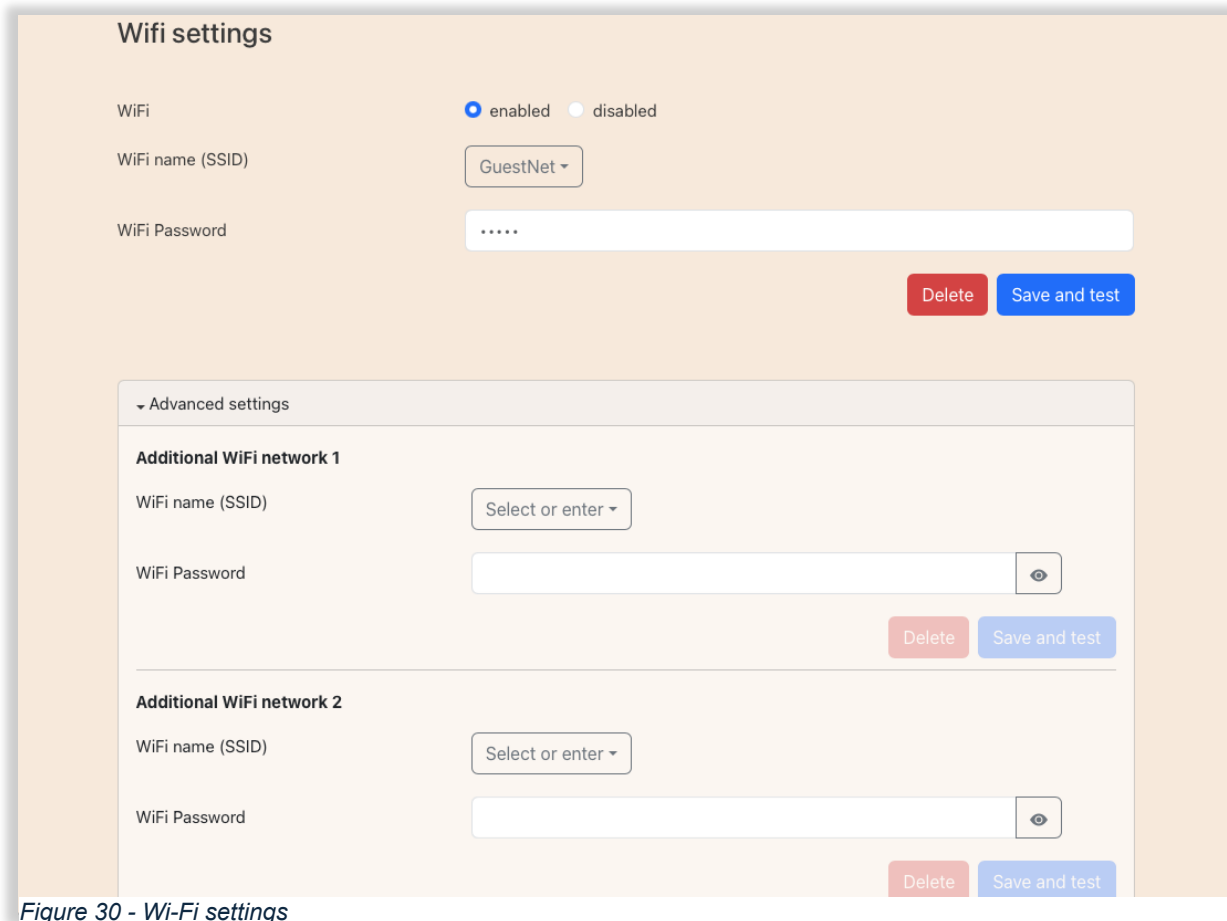 Wifi settings
WiFi enabled disabled
WiFi name (SSID) GuestNet
WiFi Password •••••
Delete Save and test
Advanced settings
Additional WiFi network 1
WiFi name (SSID) Select or enter
WiFi Password
Delete Save and test
Additional WiFi network 2
WiFi name (SSID) Select or enter
WiFi Password
Delete Save and test
Figure 30 - Wi-Fi settings